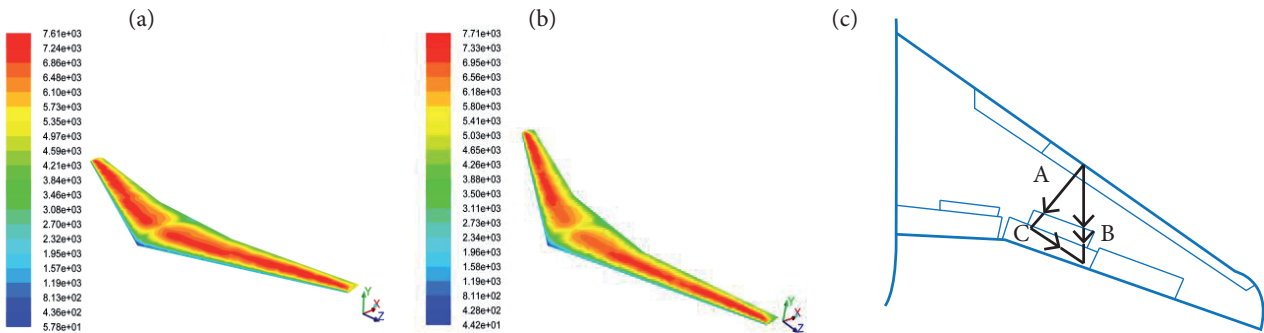 (a)
7.61e+03
7.24e+03
6.86e+03
6.48e+03
6.10e+03
5.73e+03
5.35e+03
4.97e+03
4.59e+03
4.21e+03
3.84e+03
3.46e+03
3.08e+03
2.70e+03
2.32e+03
1.95e+03
1.57e+03
1.19e+03
8.13e+02
4.36e+02
5.78e+01
Y
X
Z
(b)
7.71e+03
7.33e+03
6.95e+03
6.56e+03
6.18e+03
5.80e+03
5.41e+03
5.03e+03
4.65e+03
4.26e+03
3.88e+03
3.49e+03
3.11e+03
2.73e+03
2.34e+03
1.96e+03
1.58e+03
1.19e+03
8.11e+02
4.28e+02
4.42e+01
Y
X
Z
(c)
A
C
B